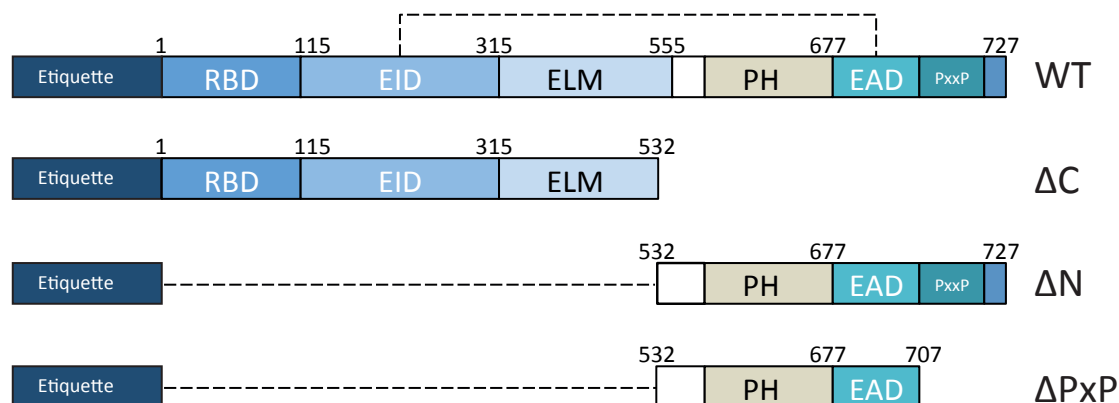 1 115 315 555 677 727
Etiquette RBD EID ELM PH EAD PxxP WT
1 115 315 532
Etiquette RBD EID ELM ΔC
532 677 727
Etiquette PH EAD PxxP ΔN
532 677 707
Etiquette PH EAD ΔPxP